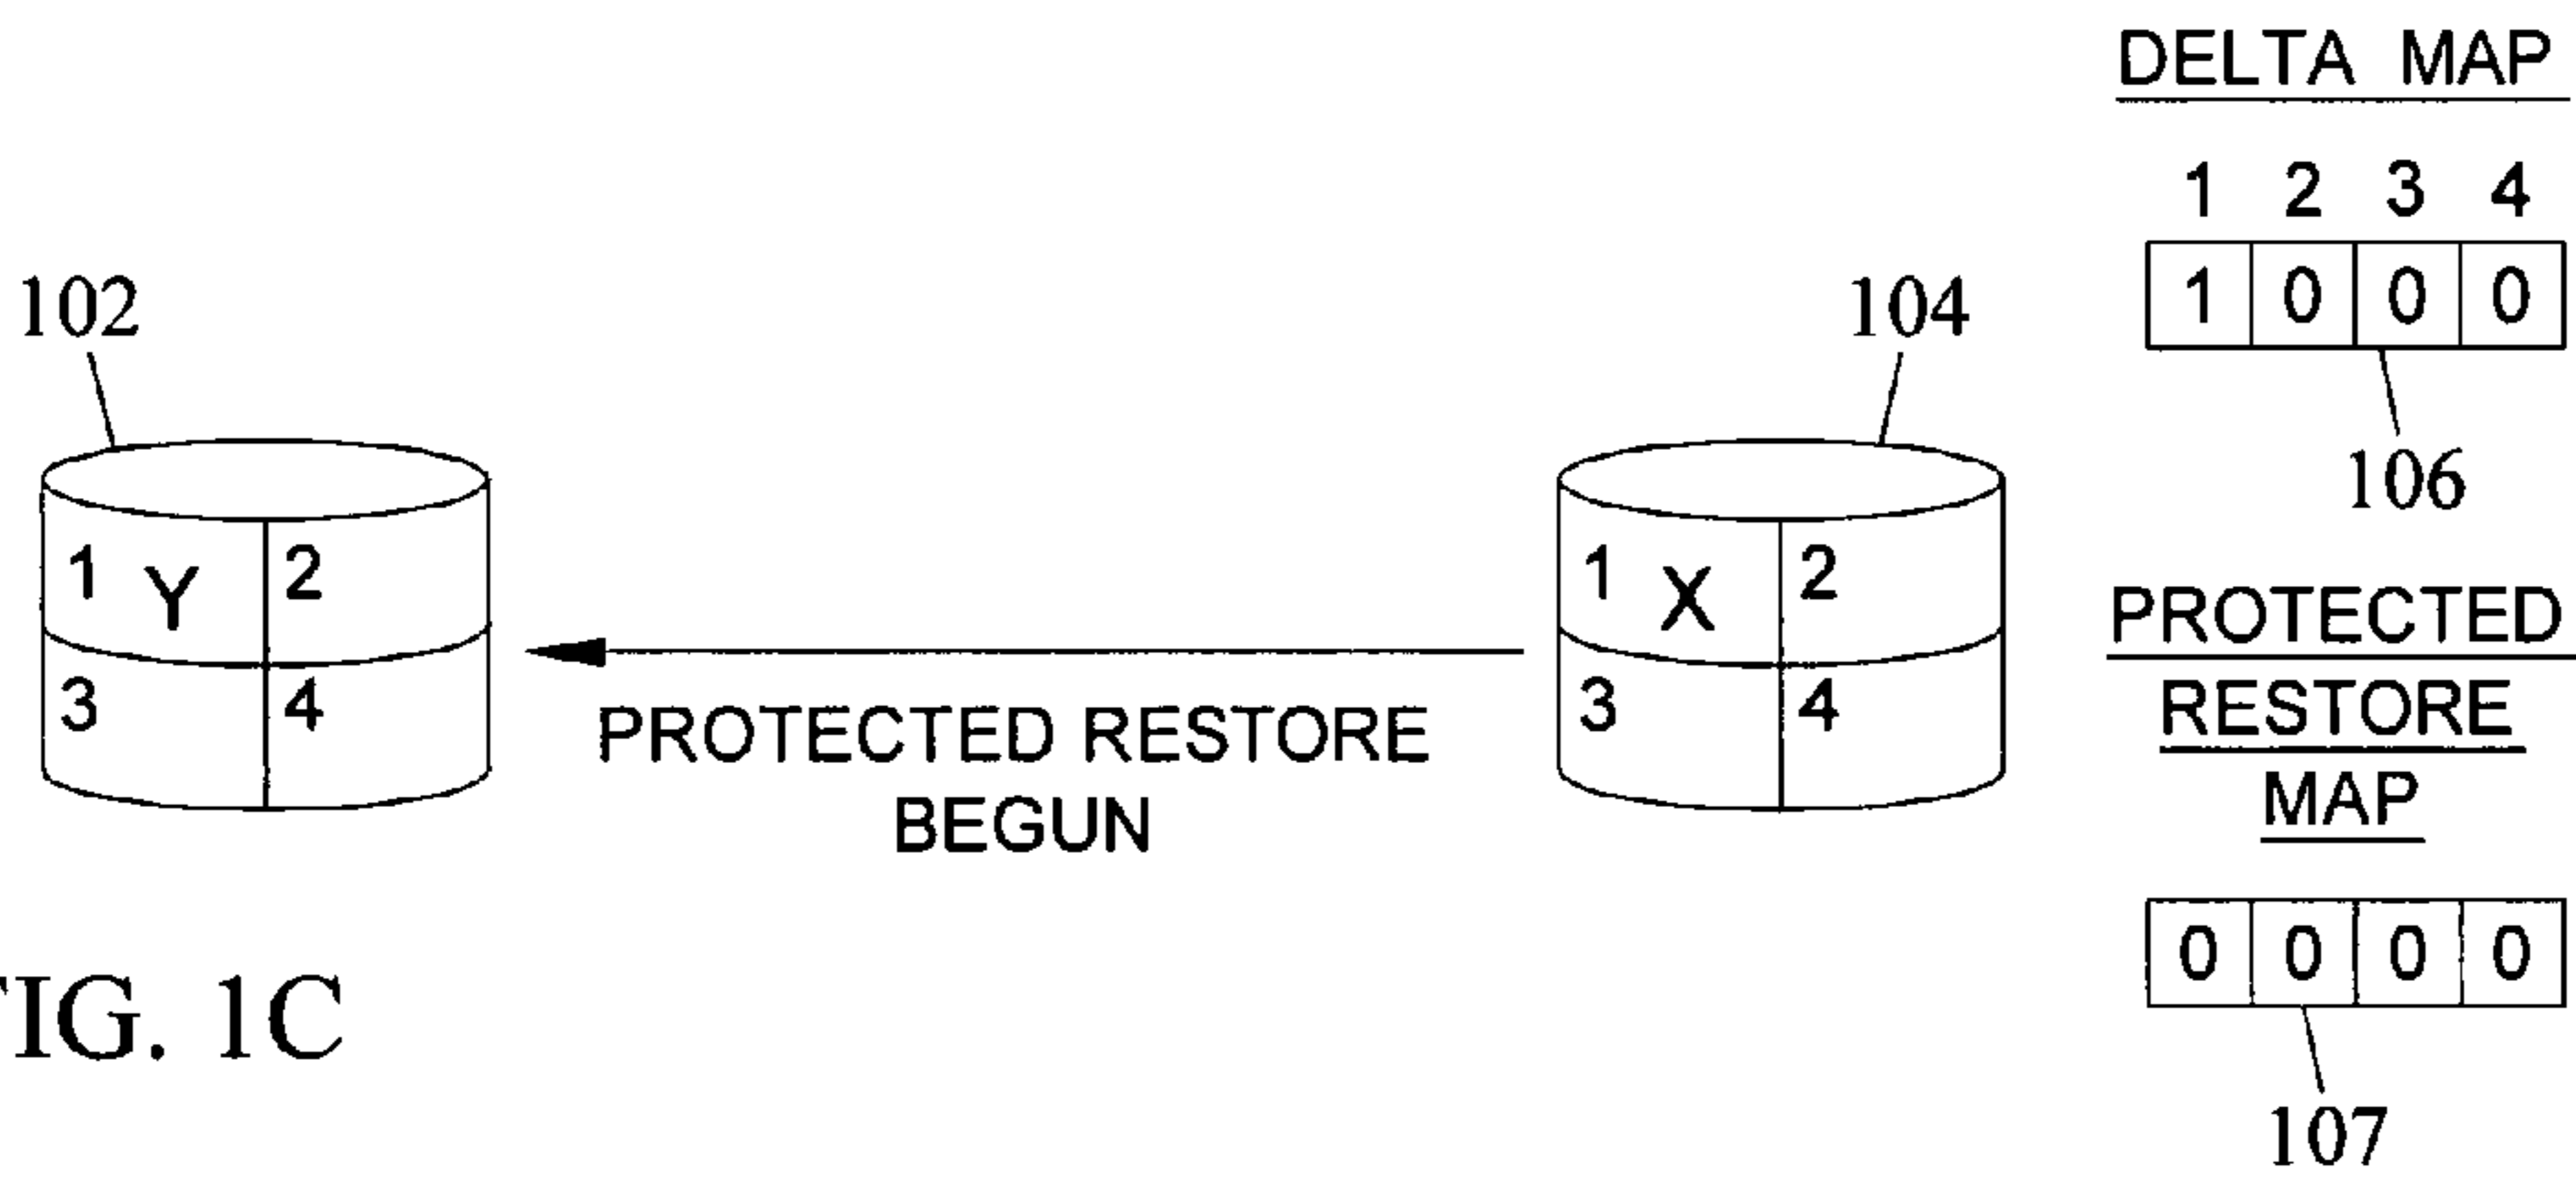 DELTA MAP
1 2 3 4
1 0 0 0
106
102
1 Y 2
3 4
104
1 X 2
3 4
PROTECTED RESTORE
BEGUN
PROTECTED
RESTORE
MAP
0 0 0 0
107
FIG. 1C